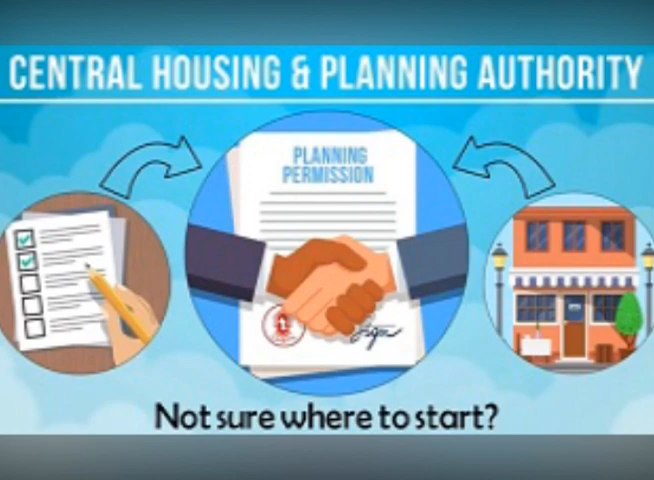 CENTRAL HOUSING & PLANNING AUTHORITY
PLANNING
PERMISSION
Not sure where to start?